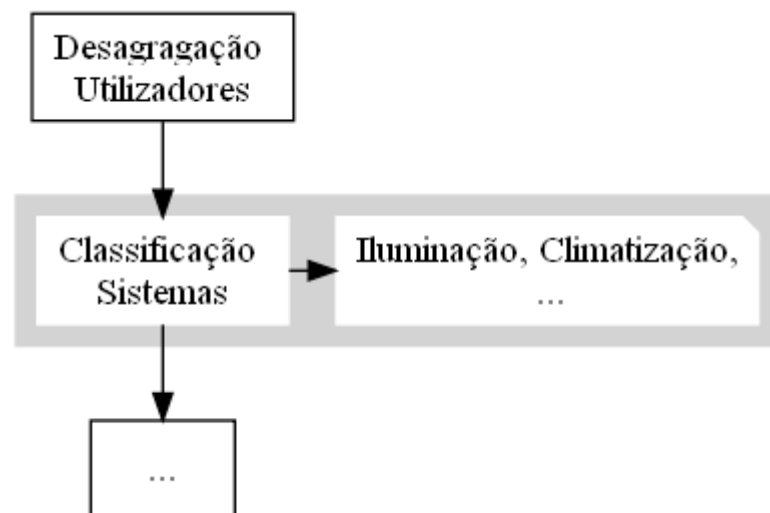 Desagragação
Utilizadores
Classificação
Sistemas
Iluminação, Climatização,
...
...